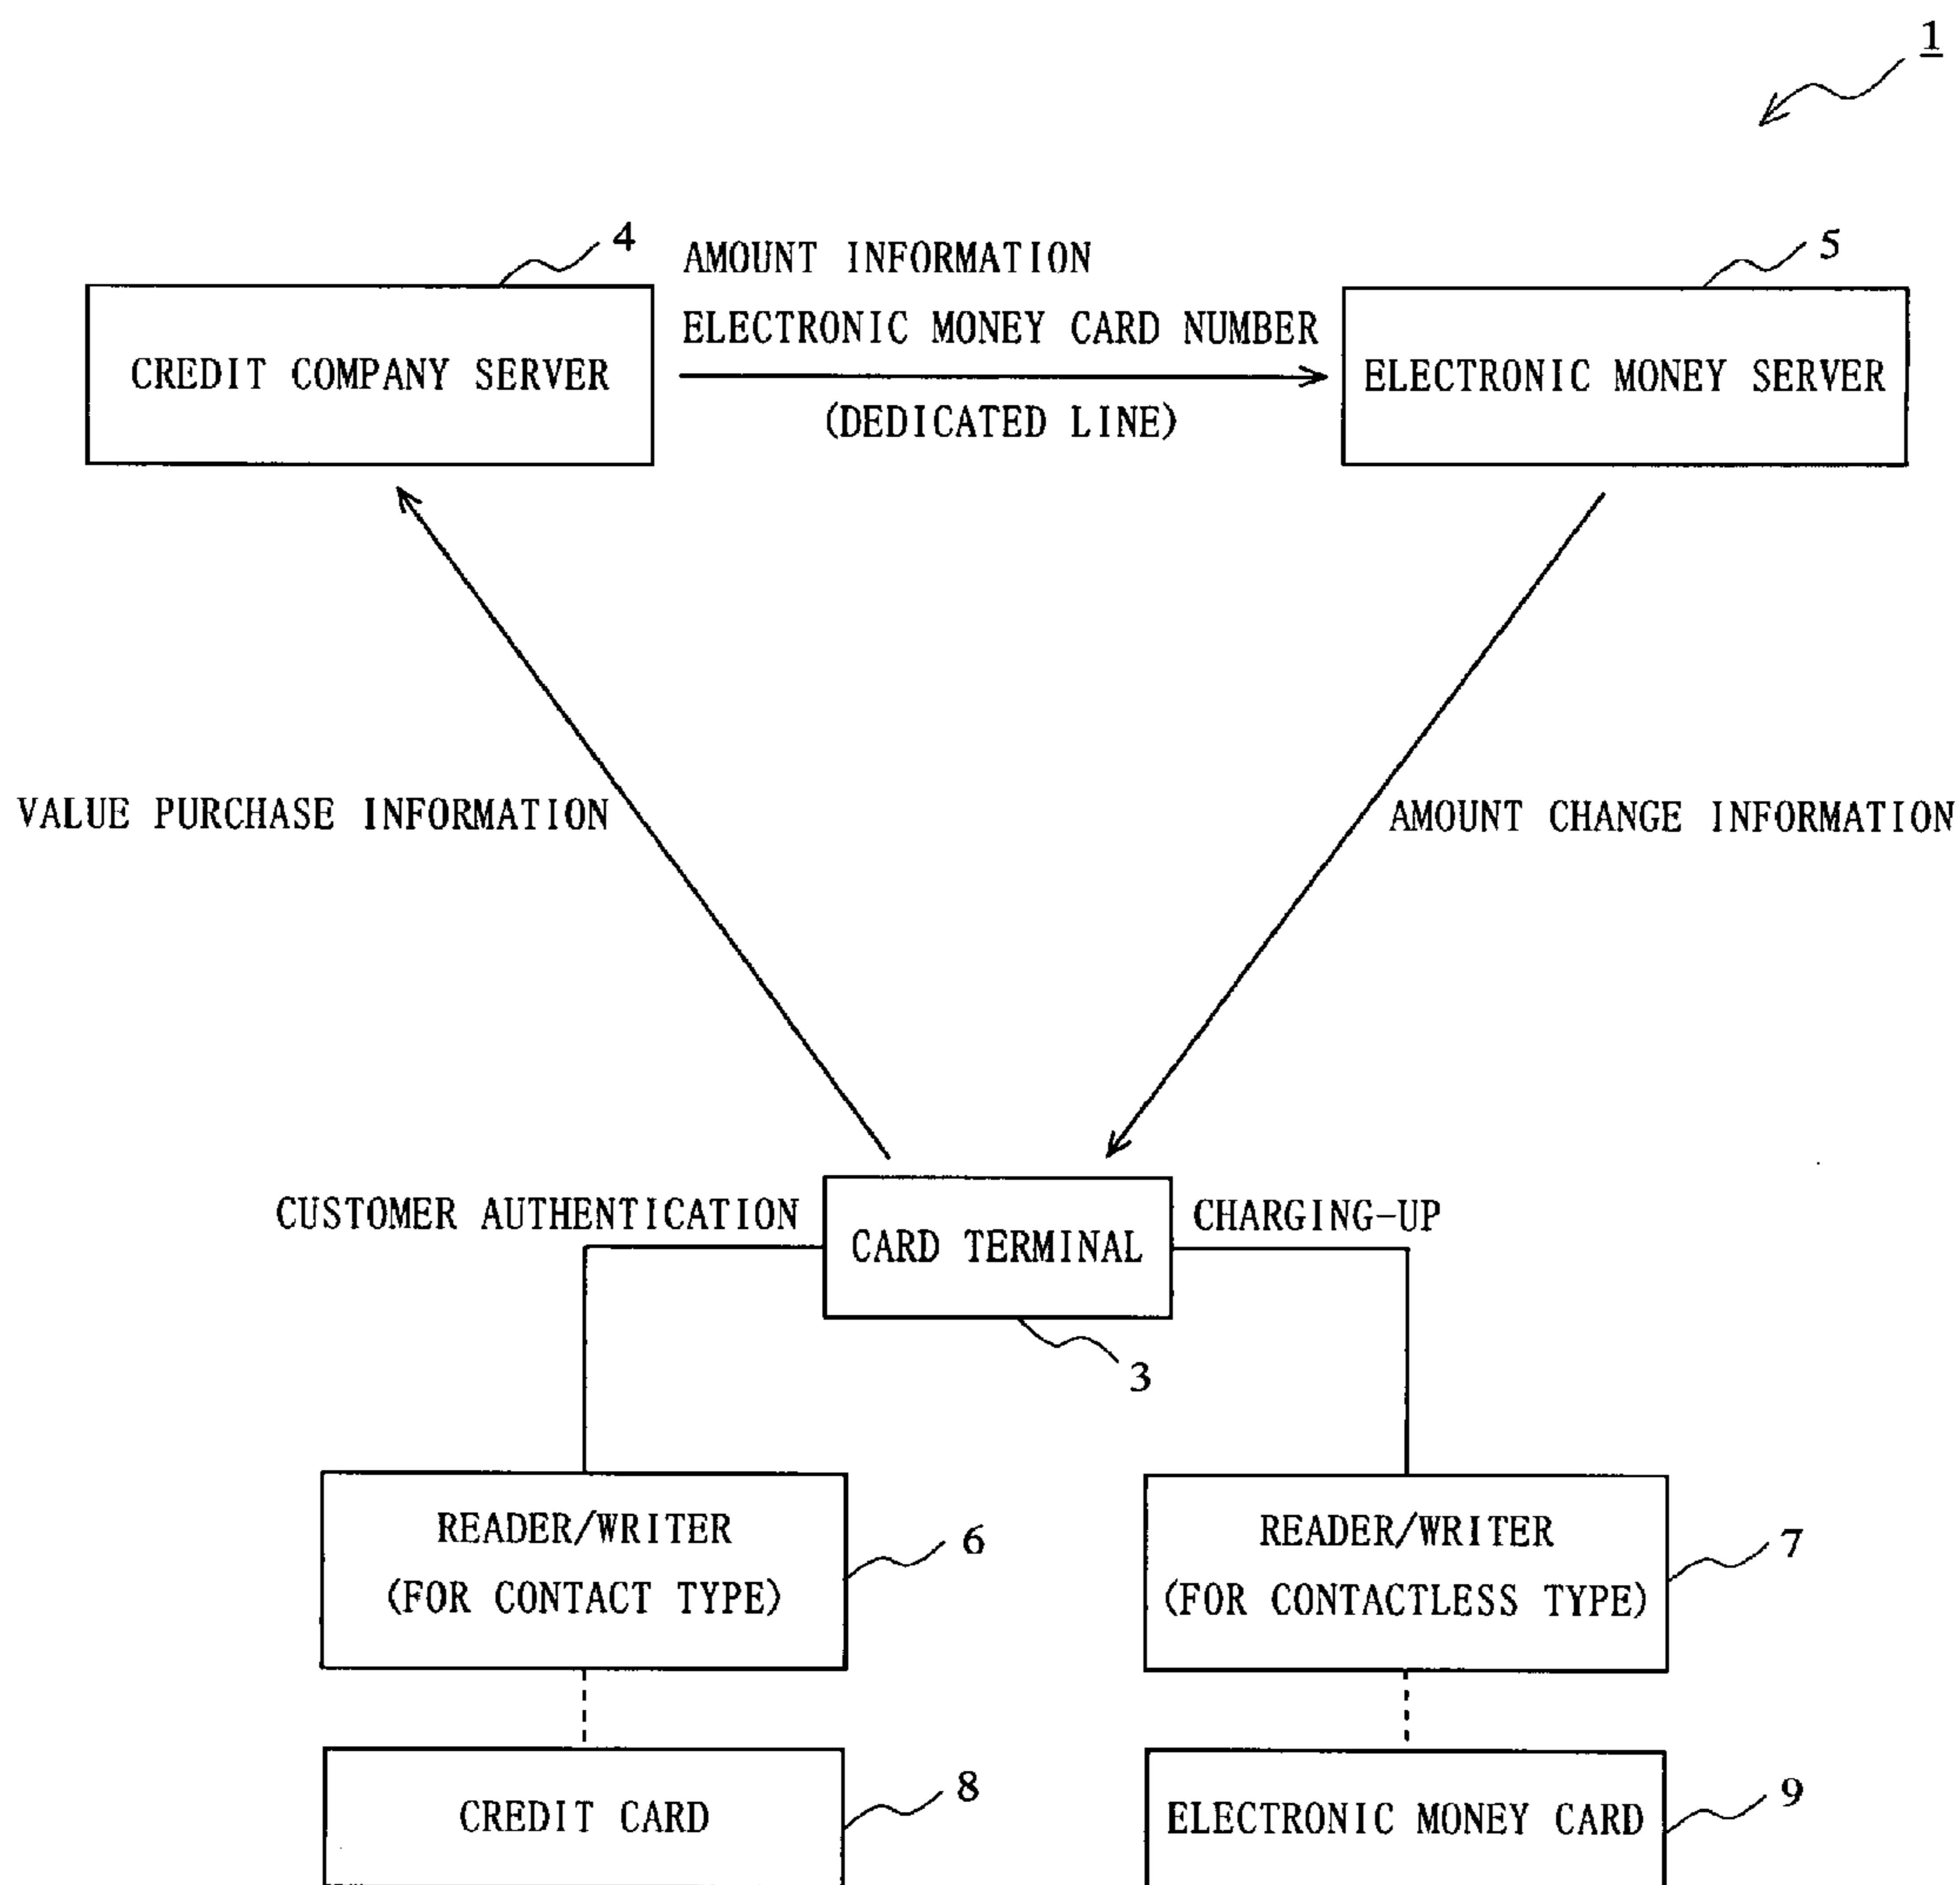 1
4
AMOUNT INFORMATION
5
ELECTRONIC MONEY CARD NUMBER
CREDIT COMPANY SERVER
ELECTRONIC MONEY SERVER
(DEDICATED LINE)
VALUE PURCHASE INFORMATION
AMOUNT CHANGE INFORMATION
CUSTOMER AUTHENTICATION
CHARGING-UP
CARD TERMINAL
3
READER/WRITER
(FOR CONTACT TYPE)
6
READER/WRITER
(FOR CONTACTLESS TYPE)
7
CREDIT CARD
8
ELECTRONIC MONEY CARD
9